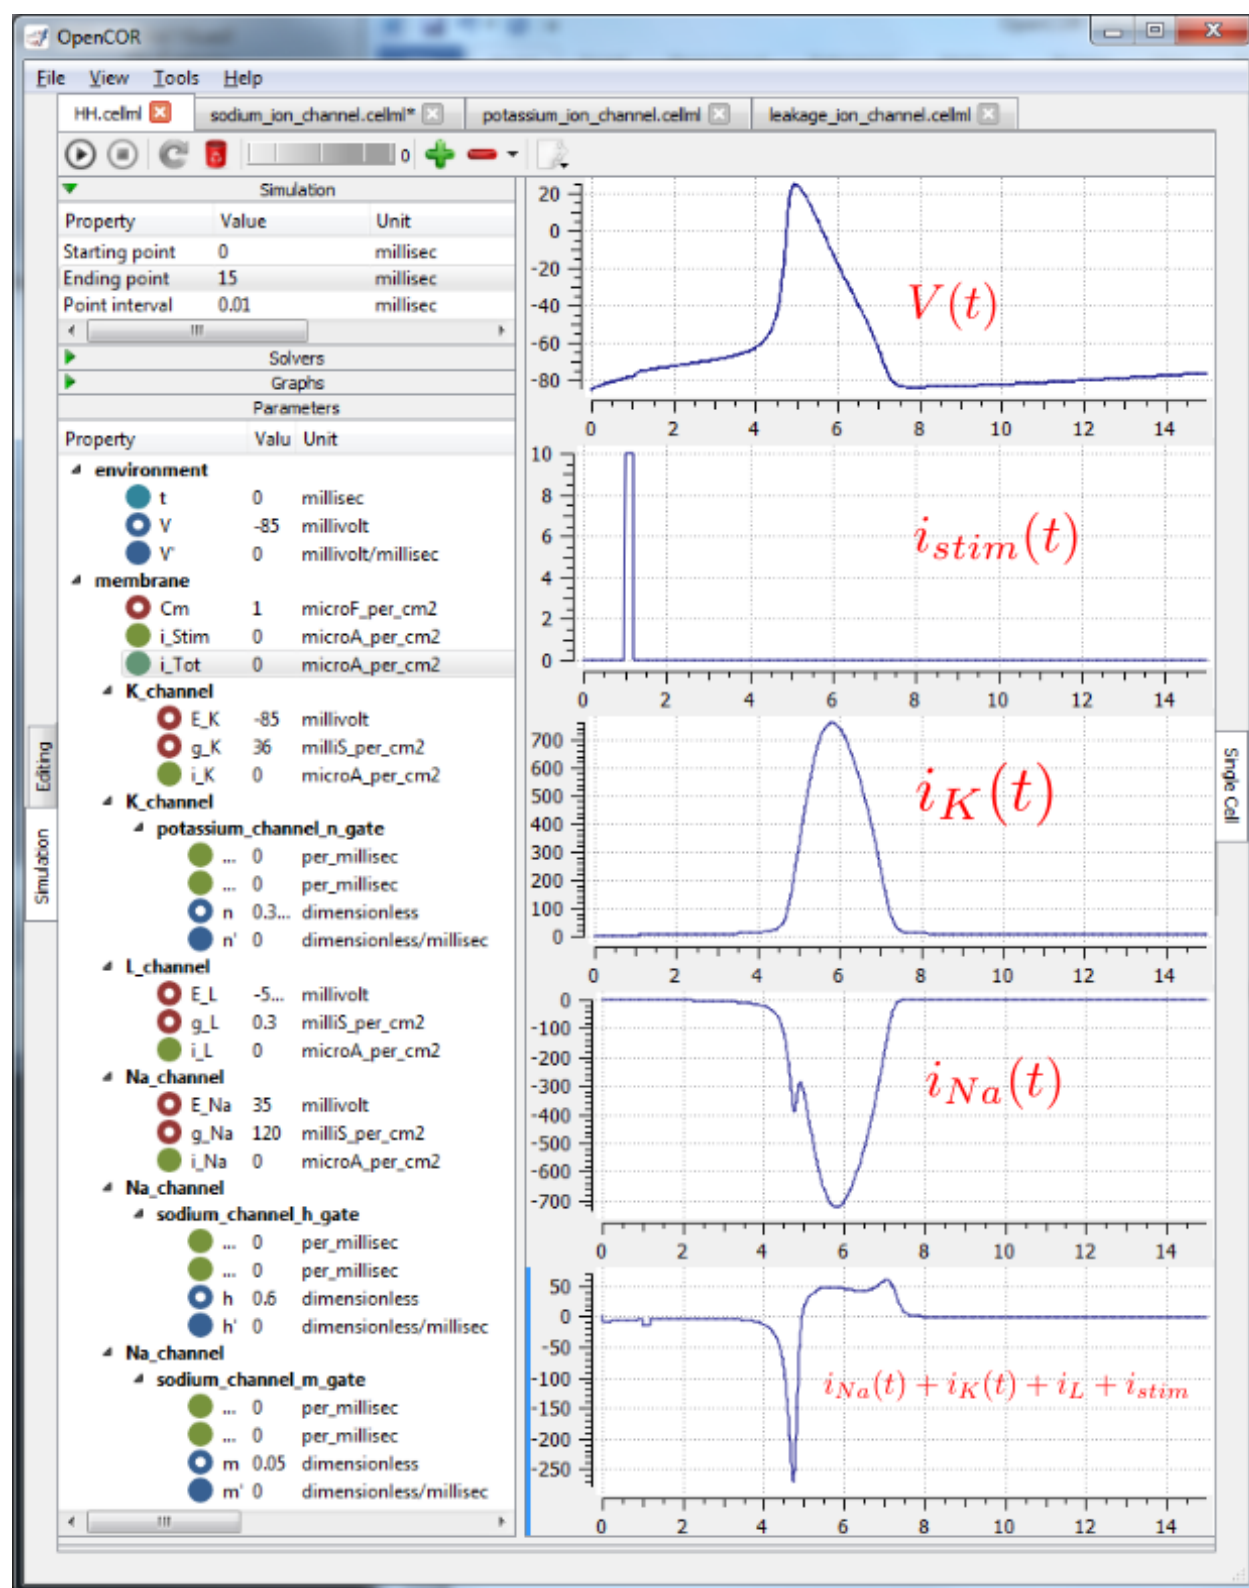 OpenCOR
File View Tools Help
HH.cellml sodium_ion_channel.cellml* potassium_ion_channel.cellml leakage_ion_channel.cellml
0
Simulation
Property Value Unit
Starting point 0 millisec
Ending point 15 millisec
Point interval 0.01 millisec
Solvers
Graphs
Parameters
Property Valu Unit
environment
t 0 millisec
V -85 millivolt
V' 0 millivolt/millisec
membrane
Cm 1 microF_per_cm2
i_Stim 0 microA_per_cm2
i_Tot 0 microA_per_cm2
K_channel
E_K -85 millivolt
g_K 36 milliS_per_cm2
i_K 0 microA_per_cm2
K_channel
potassium_channel_n_gate
... 0 per_millisec
... 0 per_millisec
n 0.3... dimensionless
n' 0 dimensionless/millisec
L_channel
E_L -5... millivolt
g_L 0.3 milliS_per_cm2
i_L 0 microA_per_cm2
Na_channel
E_Na 35 millivolt
g_Na 120 milliS_per_cm2
i_Na 0 microA_per_cm2
Na_channel
sodium_channel_h_gate
... 0 per_millisec
... 0 per_millisec
h 0.6 dimensionless
h' 0 dimensionless/millisec
Na_channel
sodium_channel_m_gate
... 0 per_millisec
... 0 per_millisec
m 0.05 dimensionless
m' 0 dimensionless/millisec
Editing
Simulation
20
0
-20
-40
-60
-80
V(t)
0 2 4 6 8 10 12 14
10
8
6
4
2
0
i_stim(t)
0 2 4 6 8 10 12 14
700
600
500
400
300
200
100
0
i_K(t)
0 2 4 6 8 10 12 14
0
-100
-200
-300
-400
-500
-600
-700
i_Na(t)
0 2 4 6 8 10 12 14
50
0
-50
-100
-150
-200
-250
i_Na(t) + i_K(t) + i_L + i_stim
0 2 4 6 8 10 12 14
Single Cell